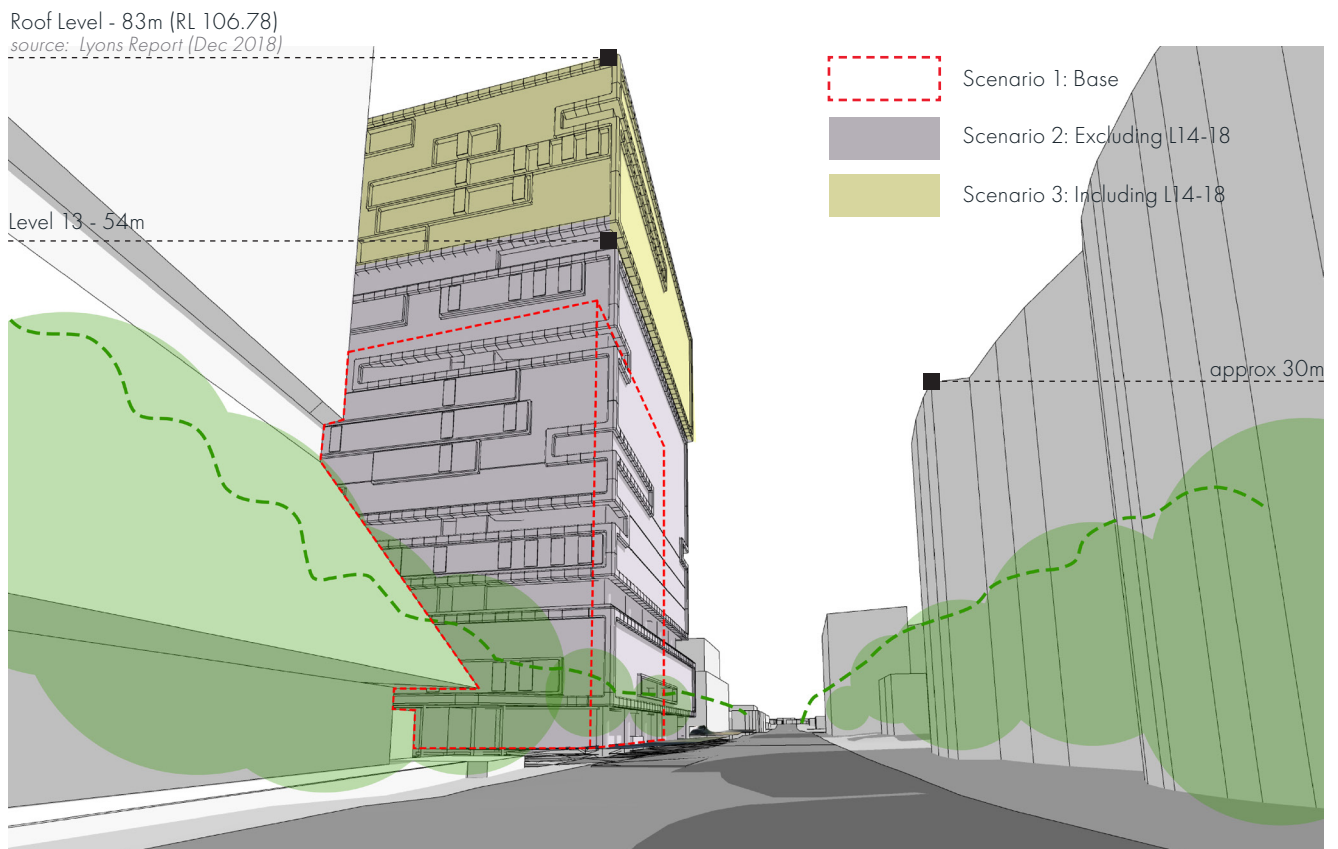 Roof Level - 83m (RL 106.78)
source: Lyons Report (Dec 2018)
Scenario 1: Base
Scenario 2: Excluding L14-18
Scenario 3: Including L14-18
Level 13 - 54m
approx 30m